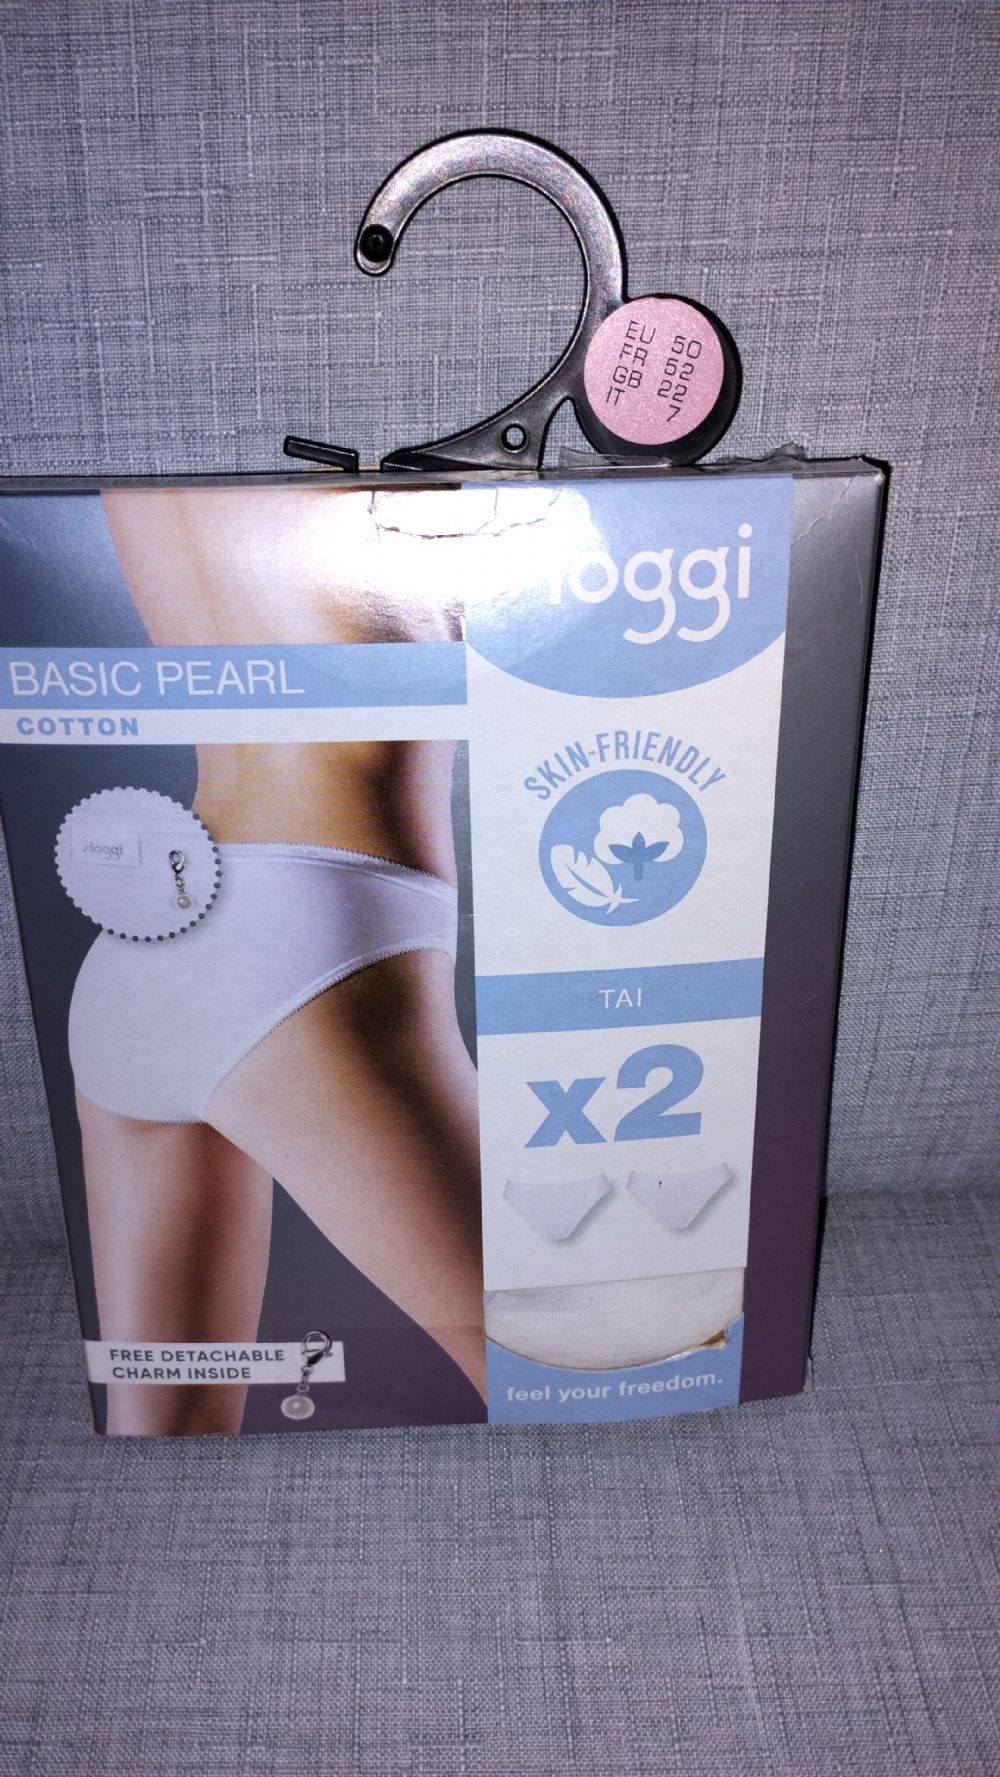 EU 50
FR 52
GB 22
IT 7
sloggi
BASIC PEARL
COTTON
SKIN-FRIENDLY
sloggi
TAI
x2
FREE DETACHABLE
CHARM INSIDE
feel your freedom.